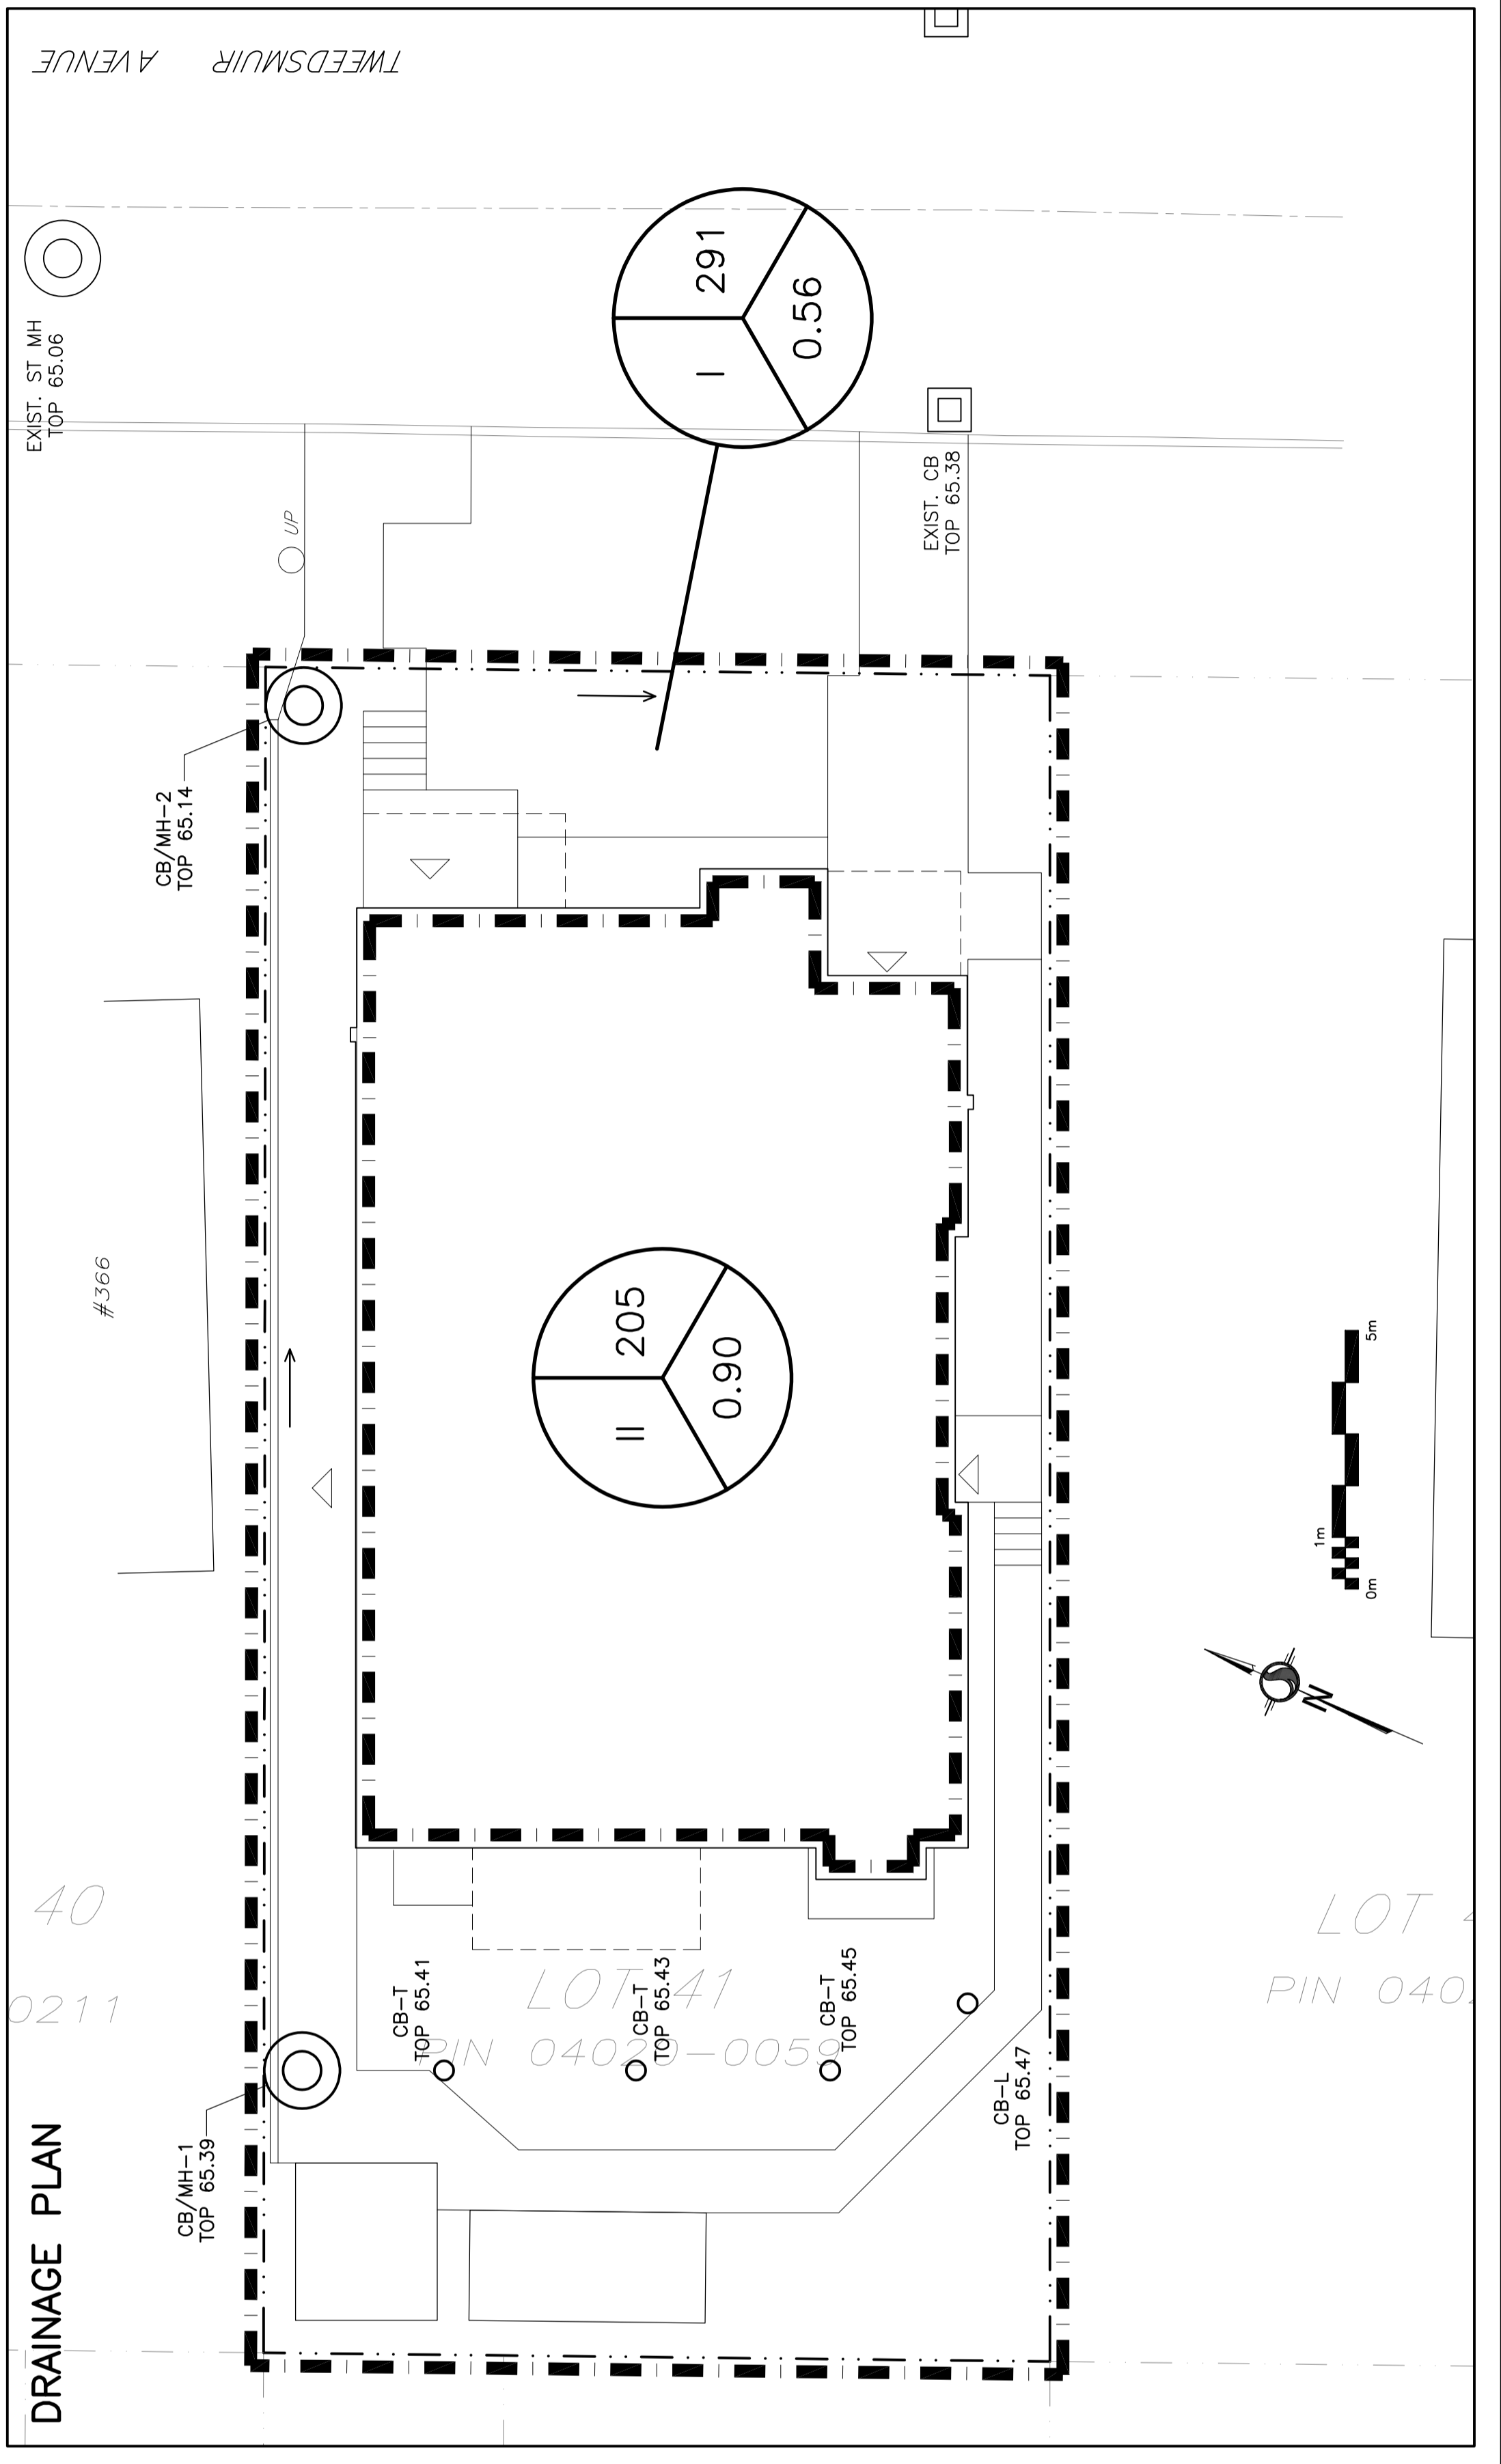 DRAINAGE PLAN
TWEEDSMUIR AVENUE
EXIST. ST MH
TOP 65.06
UP
CB/MH-2
TOP 65.14
I
291
0.56
EXIST. CB
TOP 65.38
#366
II
205
0.90
40
0211
CB/MH-1
TOP 65.39
CB-T
TOP 65.41
CB-T
TOP 65.43
CB-T
TOP 65.45
LOT 41
PIN 04020-0059
CB-L
TOP 65.47
0m
1m
5m
N
LOT
PIN